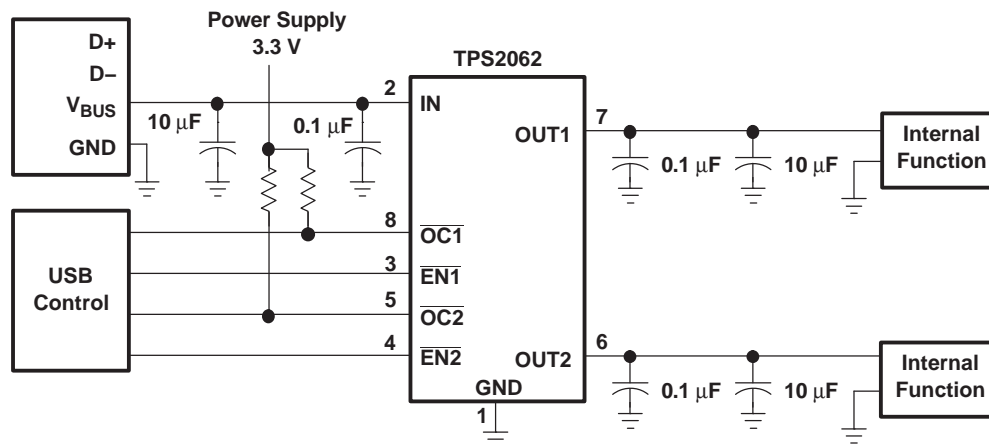 Power Supply
3.3 V
TPS2062
D+
D−
V_BUS
GND
10 µF
0.1 µF
2
IN
7
OUT1
0.1 µF
10 µF
Internal
Function
USB
Control
8
OC1
3
EN1
5
OC2
4
EN2
6
OUT2
GND
1
0.1 µF
10 µF
Internal
Function